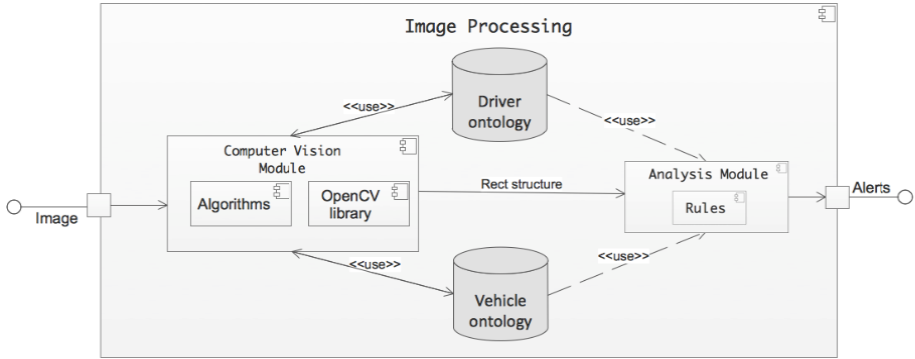 Image Processing
Driver
ontology
<<use>>
<<use>>
Computer Vision
Module
Algorithms
OpenCV
library
Rect structure
Analysis Module
Rules
Image
Alerts
<<use>>
<<use>>
Vehicle
ontology